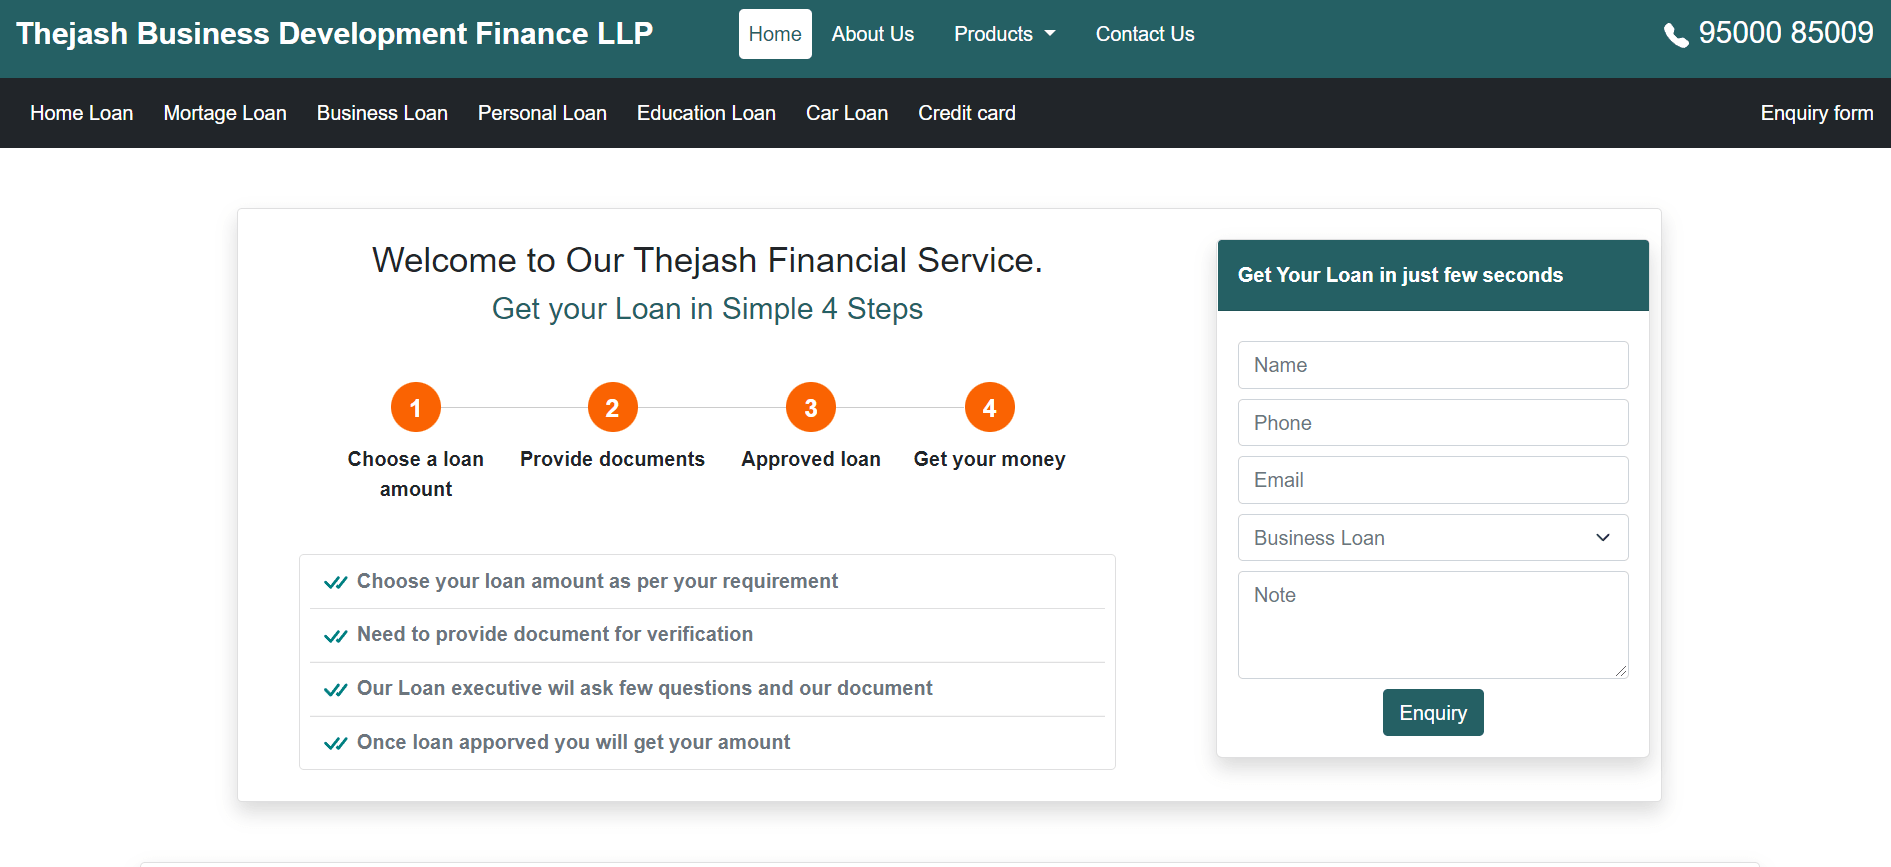 Thejash Business Development Finance LLP
Home About Us Products Contact Us
95000 85009
Home Loan Mortage Loan Business Loan Personal Loan Education Loan Car Loan Credit card
Enquiry form
Welcome to Our Thejash Financial Service.
Get your Loan in Simple 4 Steps
1 2 3 4
Choose a loan amount
Provide documents
Approved loan
Get your money
Choose your loan amount as per your requirement
Need to provide document for verification
Our Loan executive wil ask few questions and our document
Once loan apporved you will get your amount
Get Your Loan in just few seconds
Name
Phone
Email
Business Loan
Note
Enquiry